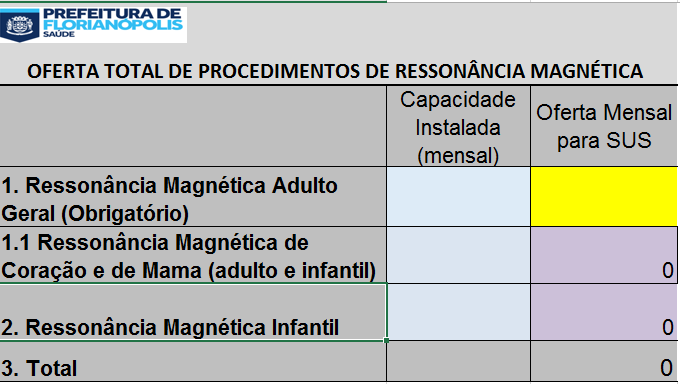 PREFEITURA DE
FLORIANÓPOLIS
SAÚDE
OFERTA TOTAL DE PROCEDIMENTOS DE RESSONÂNCIA MAGNÉTICA
Capacidade
Instalada
(mensal)
Oferta Mensal
para SUS
1. Ressonância Magnética Adulto
Geral (Obrigatório)
1.1 Ressonância Magnética de
Coração e de Mama (adulto e infantil)
0
2. Ressonância Magnética Infantil
0
3. Total
0